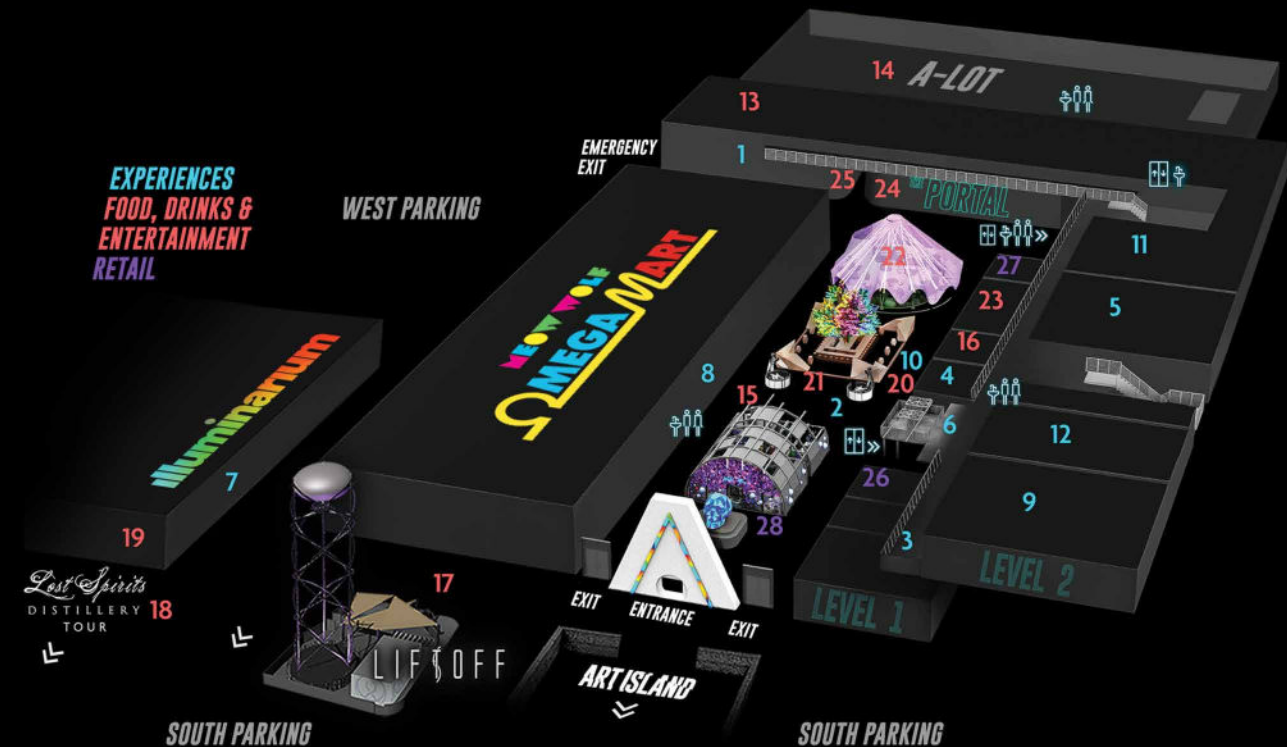 14 A-LOT
13
EMERGENCY
EXIT
1
EXPERIENCES
FOOD, DRINKS &
ENTERTAINMENT
RETAIL
WEST PARKING
25
24
THE
PORTAL
11
22
27
MEOW WOLF
OMEGA MART
23
5
16
illuminarium
8
10
4
21
20
15
2
6
12
7
26
9
28
3
19
LEVEL 2
Lost Spirits
DISTILLERY
TOUR
18
17
EXIT
ENTRANCE
EXIT
LEVEL 1
LIFTOFF
ART ISLAND
SOUTH PARKING
SOUTH PARKING